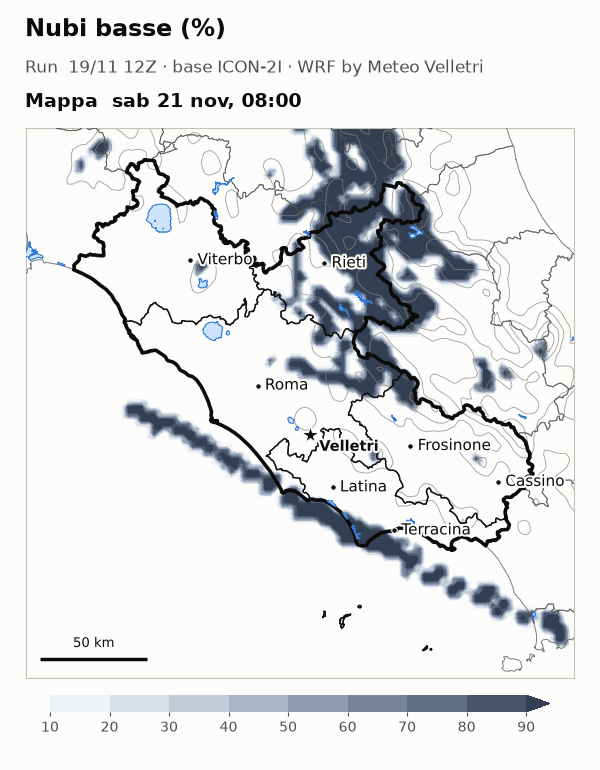 Nubi basse (%)
Run 19/11 12Z · base ICON-2I · WRF by Meteo Velletri
Mappa sab 21 nov, 08:00
Viterbo
Rieti
Roma
Velletri
Frosinone
Latina
Cassino
Terracina
50 km
10 20 30 40 50 60 70 80 90